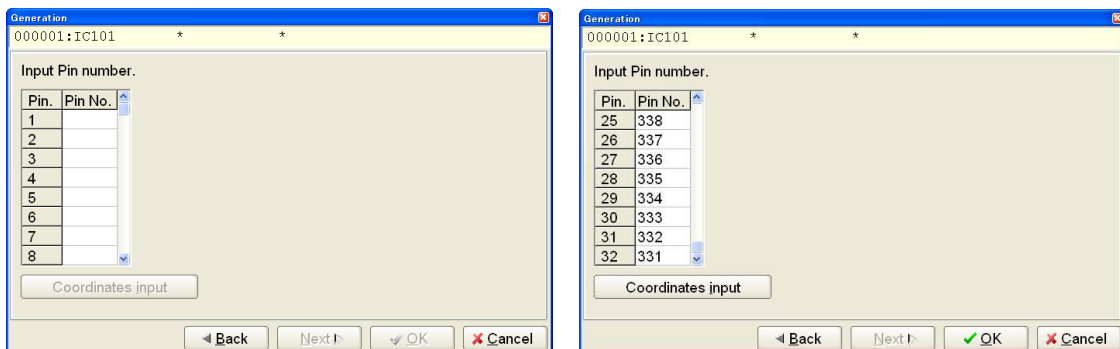 Generation
000001:IC101 * *
Input Pin number.
Pin. Pin No.
1
2
3
4
5
6
7
8
Coordinates input
Back Next OK Cancel
Generation
000001:IC101 * *
Input Pin number.
Pin. Pin No.
25 338
26 337
27 336
28 335
29 334
30 333
31 332
32 331
Coordinates input
Back Next OK Cancel